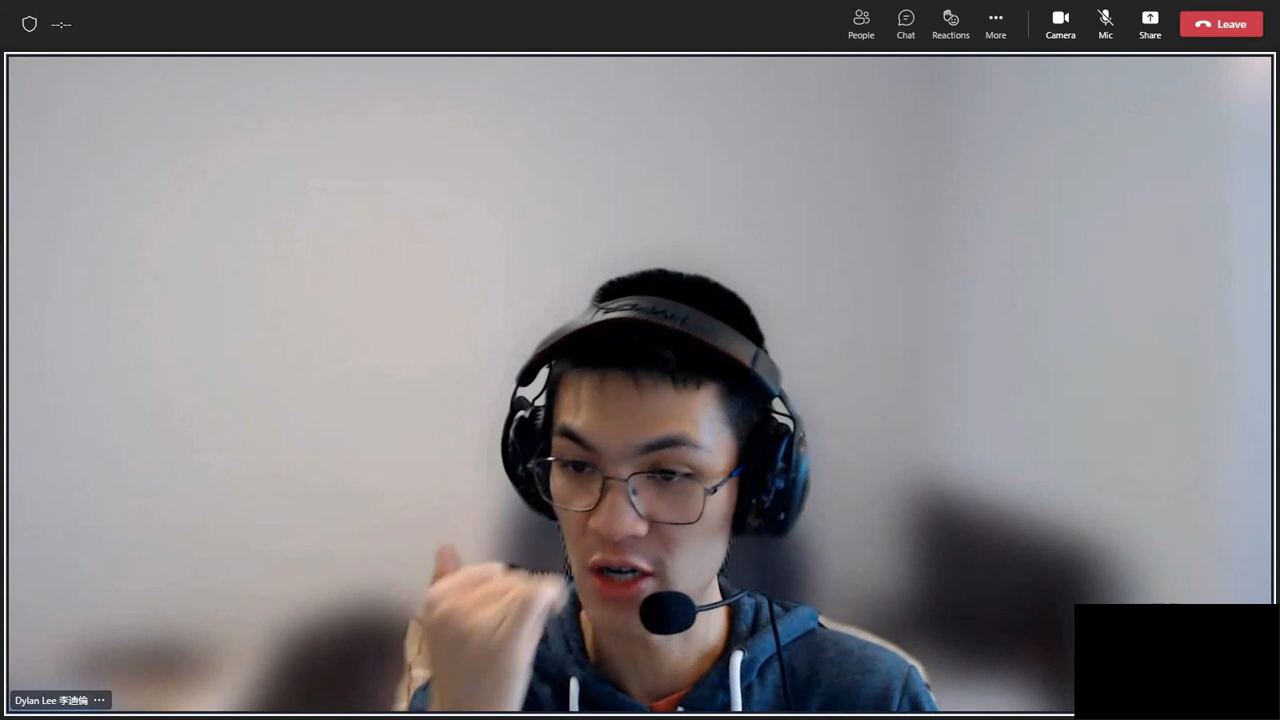 --:--
People
Chat
Reactions
More
Camera
Mic
Share
Leave
Dylan Lee 李迪倫